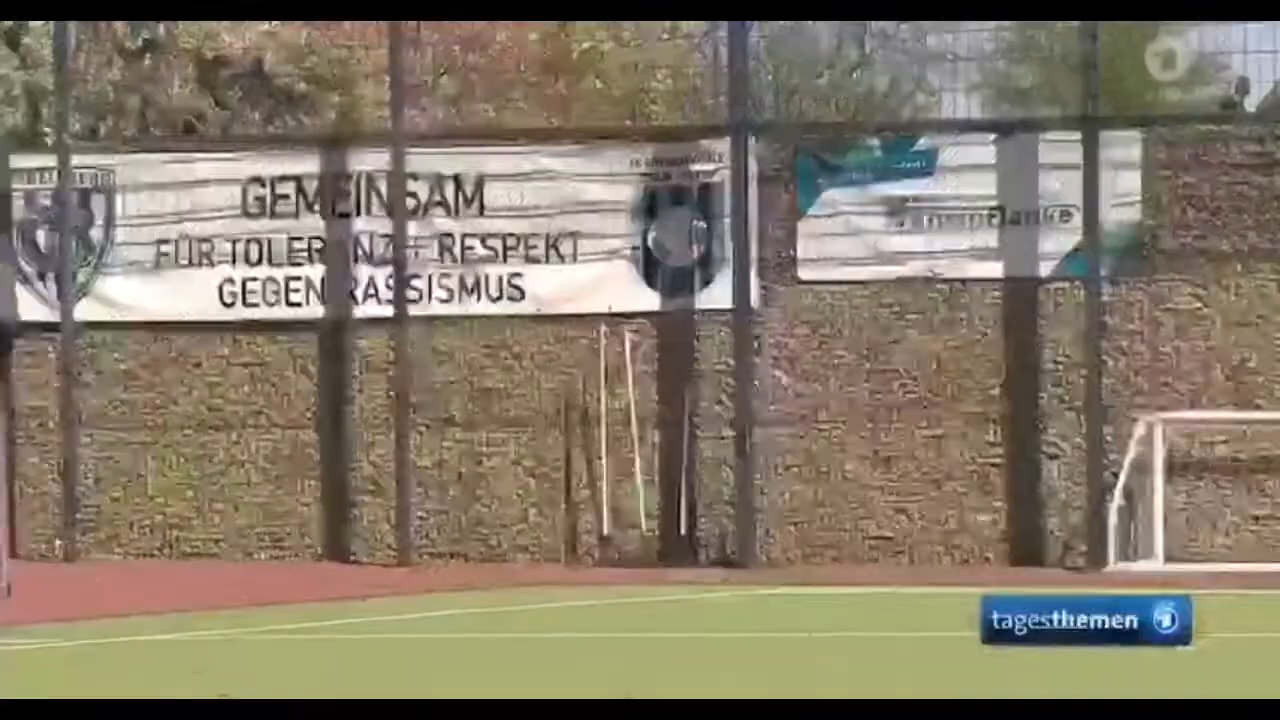 GEMEINSAM
FÜR TOLERANZ + RESPEKT
GEGEN RASSISMUS
tagesthemen